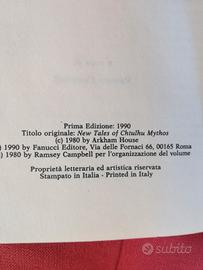 Prima Edizione: 1990
Titolo originale: New Tales of Chtulhu Mythos
(c) 1980 by Arkham House
(c) 1990 by Fanucci Editore, Via delle Fornaci 66, 00165 Roma
(c) 1980 by Ramsey Campbell per l'organizzazione del volume
Proprietà letteraria ed artistica riservata
Stampato in Italia - Printed in Italy
subito